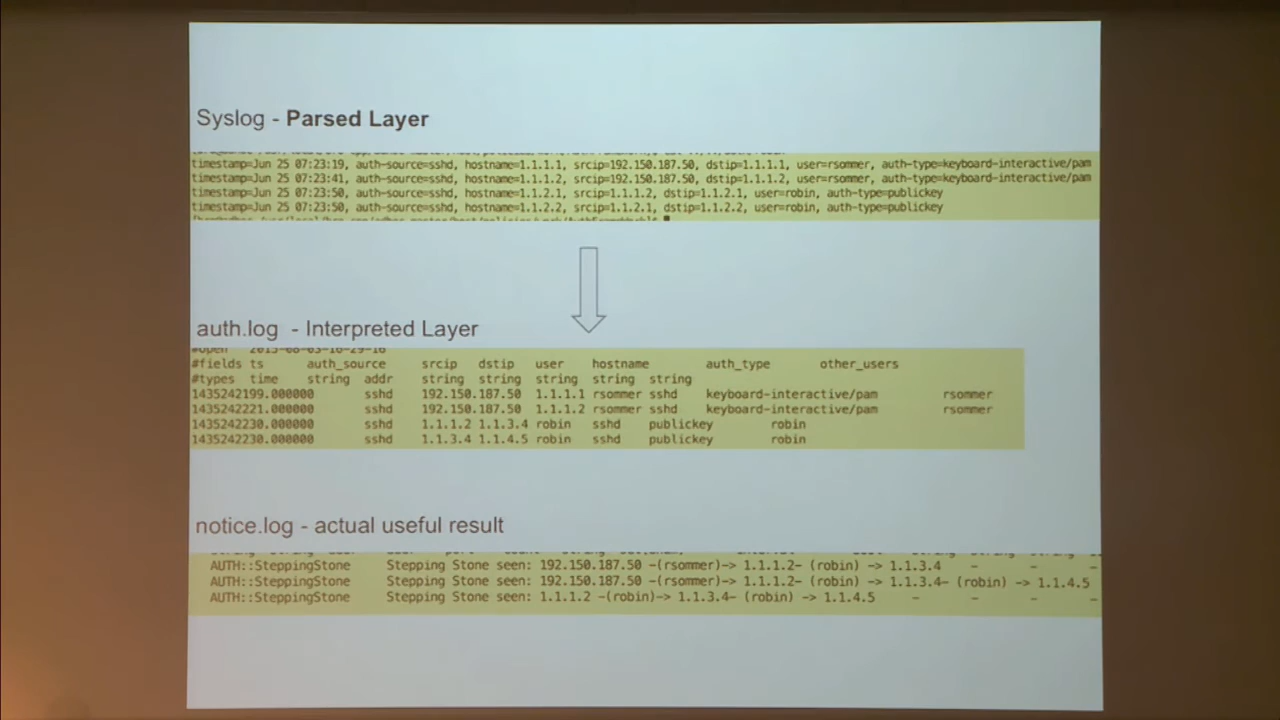 Syslog - Parsed Layer
timestamp=Jun 25 07:23:19, auth-source=sshd, hostname=1.1.1.1, srcip=192.150.187.50, dstip=1.1.1.1, user=rsommer, auth-type=keyboard-interactive/pam
timestamp=Jun 25 07:23:41, auth-source=sshd, hostname=1.1.1.2, srcip=192.150.187.50, dstip=1.1.1.2, user=rsommer, auth-type=keyboard-interactive/pam
timestamp=Jun 25 07:23:50, auth-source=sshd, hostname=1.1.2.1, srcip=1.1.1.2, dstip=1.1.2.1, user=robin, auth-type=publickey
timestamp=Jun 25 07:23:50, auth-source=sshd, hostname=1.1.2.2, srcip=1.1.2.1, dstip=1.1.2.2, user=robin, auth-type=publickey
auth.log - Interpreted Layer
#open
#fields ts auth_source srcip dstip user hostname auth_type other_users
#types time string addr string string string string string
1435242199.000000 sshd 192.150.187.50 1.1.1.1 rsommer sshd keyboard-interactive/pam rsommer
1435242221.000000 sshd 192.150.187.50 1.1.1.2 rsommer sshd keyboard-interactive/pam rsommer
1435242230.000000 sshd 1.1.1.2 1.1.3.4 robin sshd publickey robin
1435242230.000000 sshd 1.1.3.4 1.1.4.5 robin sshd publickey robin
notice.log - actual useful result
AUTH::SteppingStone Stepping Stone seen: 192.150.187.50 -(rsommer)-> 1.1.1.2- (robin) -> 1.1.3.4 - - -
AUTH::SteppingStone Stepping Stone seen: 192.150.187.50 -(rsommer)-> 1.1.1.2- (robin) -> 1.1.3.4- (robin) -> 1.1.4.5
AUTH::SteppingStone Stepping Stone seen: 1.1.1.2 -(robin)-> 1.1.3.4- (robin) -> 1.1.4.5 - - - -